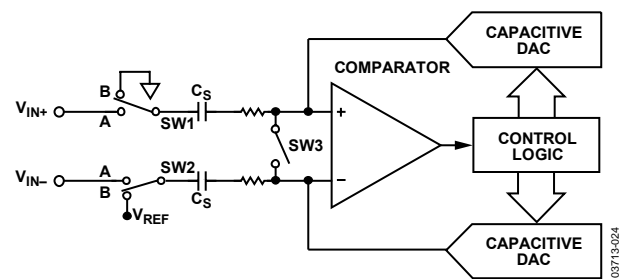 CAPACITIVE
DAC
COMPARATOR
B
CS
VIN+
A
SW1
+
SW3
CONTROL
LOGIC
VIN–
A
SW2
–
B
CS
VREF
CAPACITIVE
DAC
03713-024